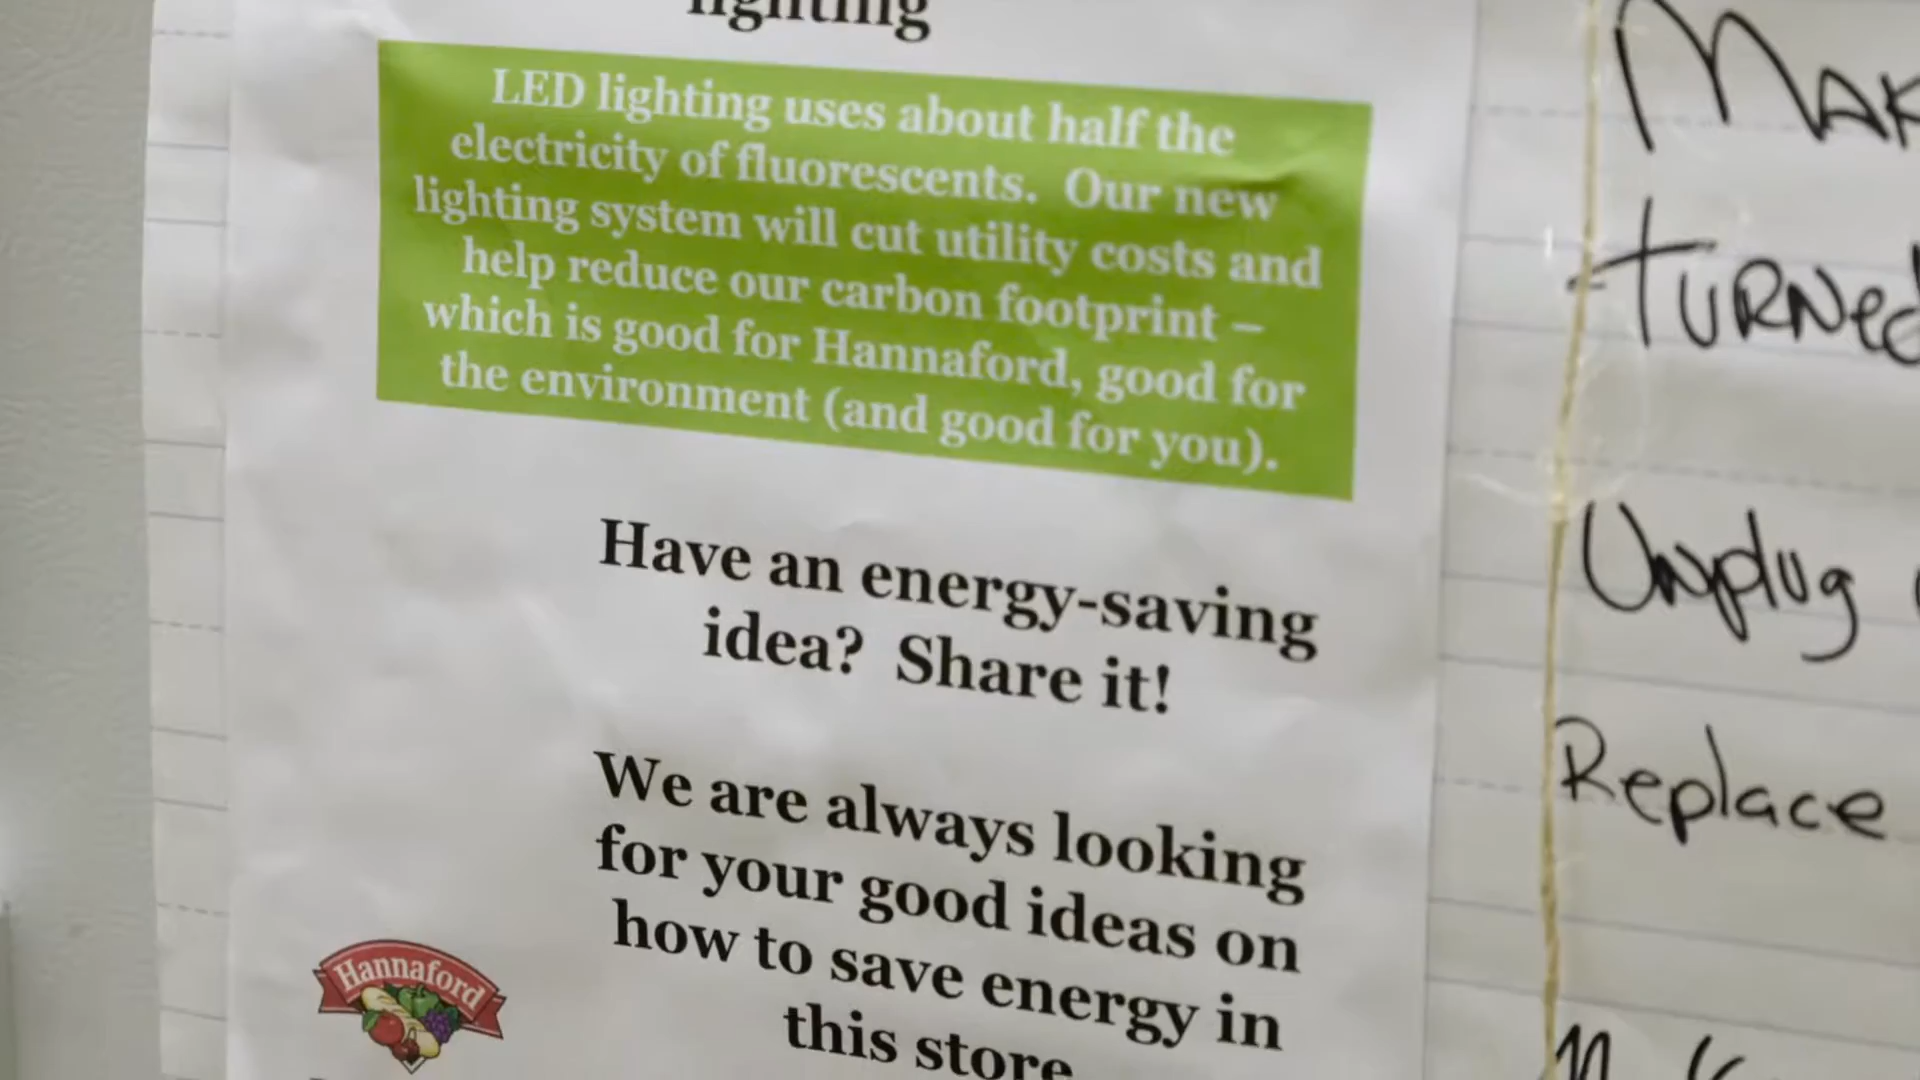 lighting
LED lighting uses about half the
electricity of fluorescents. Our new
lighting system will cut utility costs and
help reduce our carbon footprint –
which is good for Hannaford, good for
the environment (and good for you).
Have an energy-saving
idea? Share it!
We are always looking
for your good ideas on
how to save energy in
this store
Hannaford
Turned
Unplug
Replace